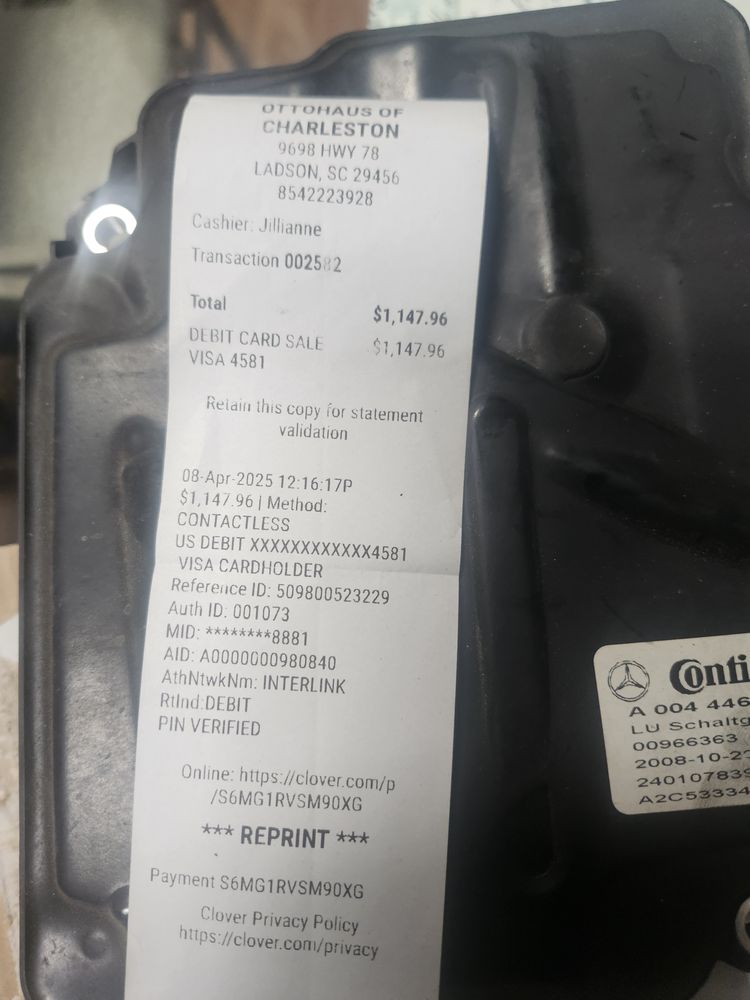 OTTOHAUS OF
CHARLESTON
9698 HWY 78
LADSON, SC 29456
8542223928
Cashier: Jillianne
Transaction 002582
Total $1,147.96
DEBIT CARD SALE $1,147.96
VISA 4581
Retain this copy for statement
validation
08-Apr-2025 12:16:17P
$1,147.96 | Method:
CONTACTLESS
US DEBIT XXXXXXXXXXXX4581
VISA CARDHOLDER
Reference ID: 509800523229
Auth ID: 001073
MID: ********8881
AID: A0000000980840
AthNtwkNm: INTERLINK
RtInd:DEBIT
PIN VERIFIED
Online: https://clover.com/p
/S6MG1RVSM90XG
*** REPRINT ***
Payment S6MG1RVSM90XG
Clover Privacy Policy
https://clover.com/privacy
Conti
A 004 446
LU Schaltg
00966363
2008-10-2
240107839
A2C53334